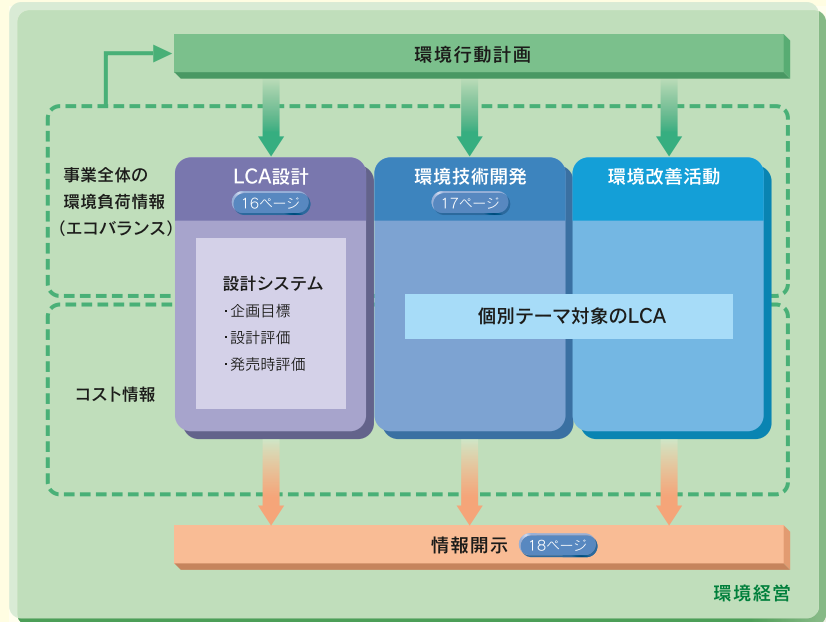 環境行動計画
事業全体の
環境負荷情報
（エコバランス）
LCA設計
16ページ
環境技術開発
17ページ
環境改善活動
設計システム
・企画目標
・設計評価
・発売時評価
個別テーマ対象のLCA
コスト情報
情報開示 18ページ
環境経営